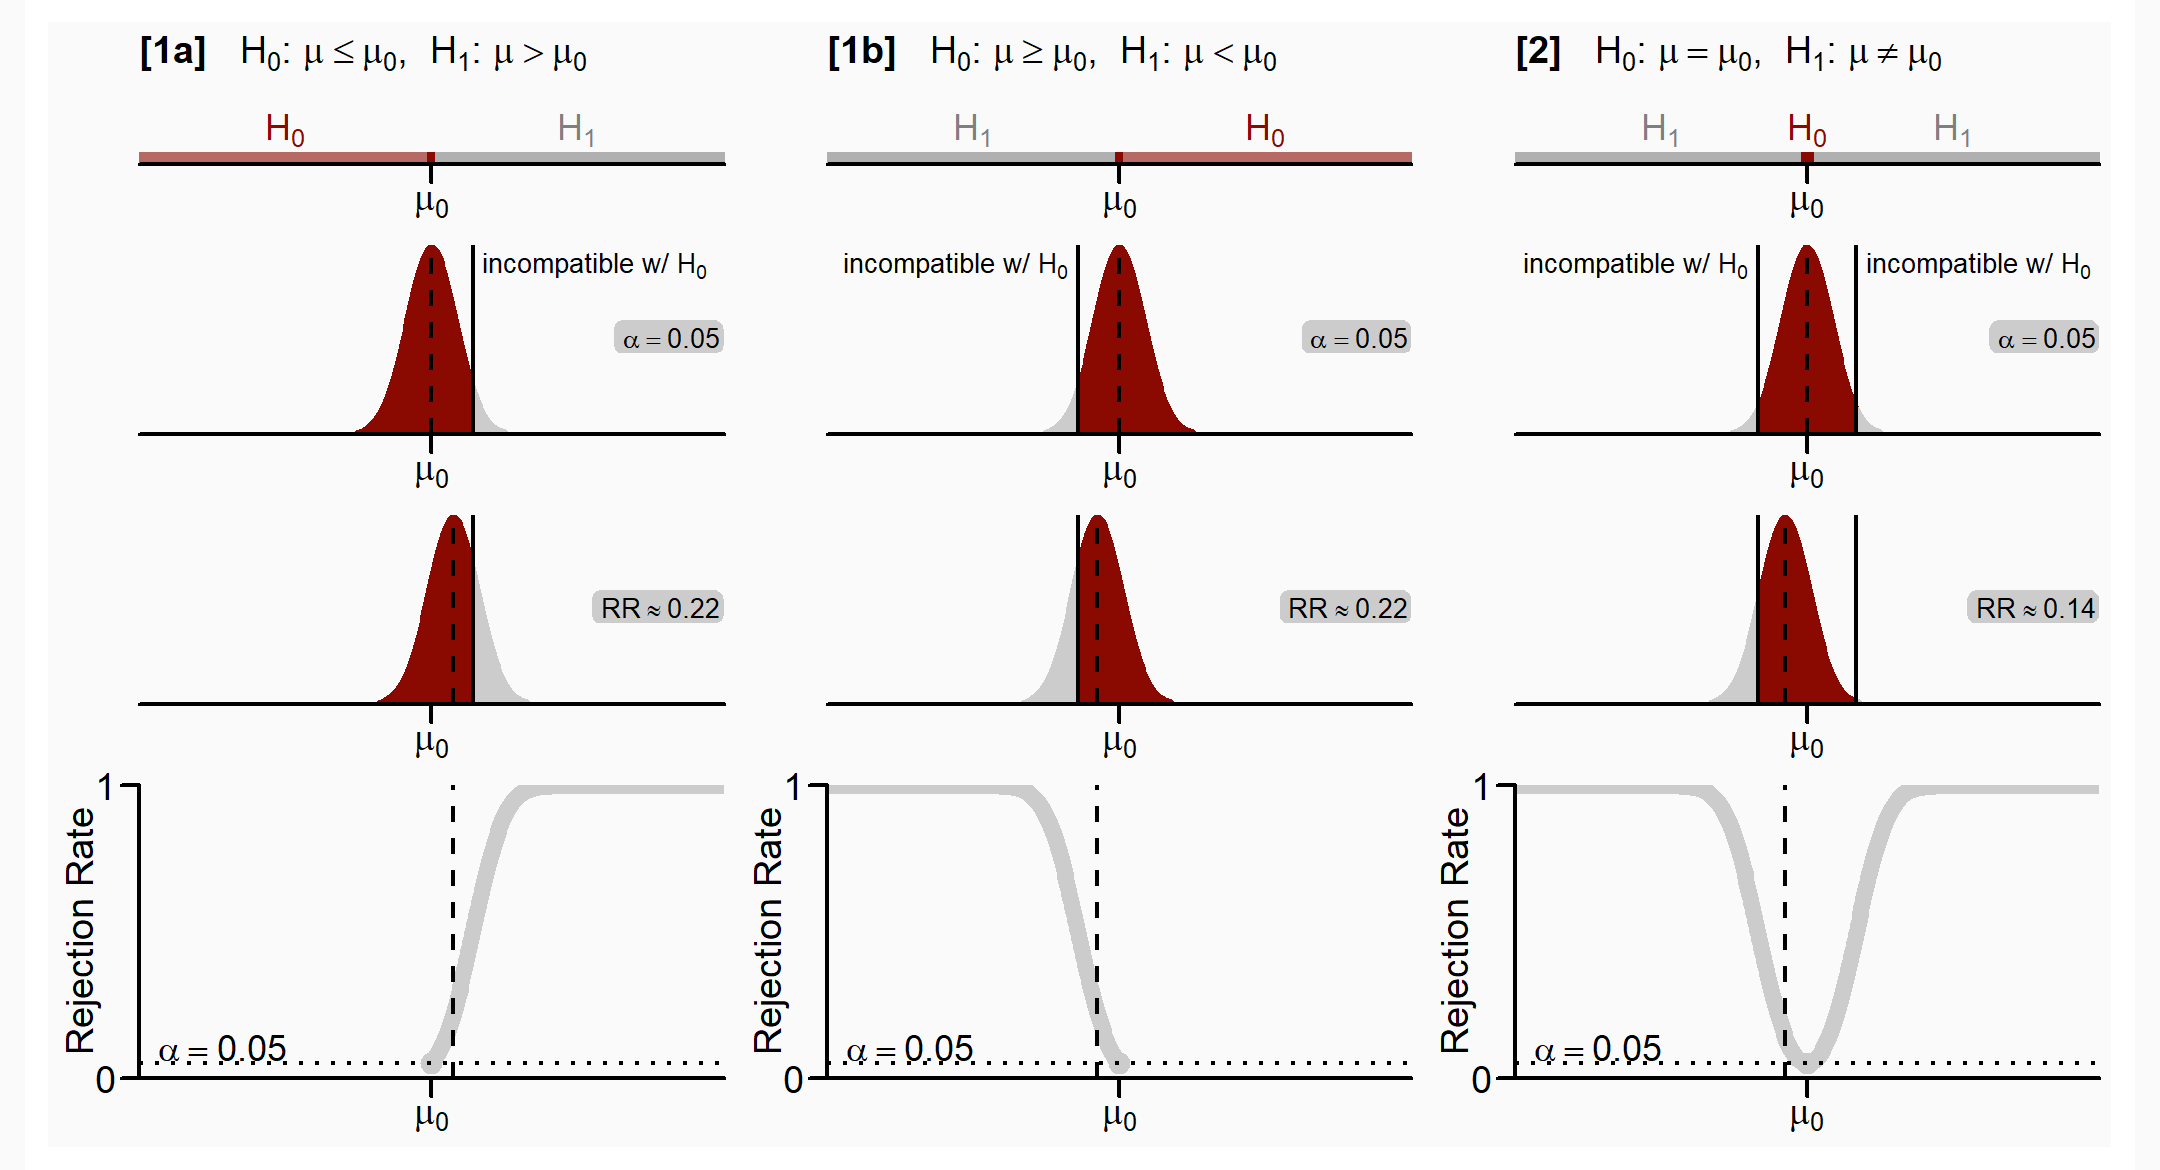 [1a] H₀: μ ≤ μ₀, H₁: μ > μ₀
H₀ H₁
μ₀
incompatible w/ H₀
α = 0.05
μ₀
RR ≈ 0.22
μ₀
1
Rejection Rate
α = 0.05
0
μ₀
[1b] H₀: μ ≥ μ₀, H₁: μ < μ₀
H₁ H₀
μ₀
incompatible w/ H₀
α = 0.05
μ₀
RR ≈ 0.22
μ₀
1
Rejection Rate
α = 0.05
0
μ₀
[2] H₀: μ = μ₀, H₁: μ ≠ μ₀
H₁ H₀ H₁
μ₀
incompatible w/ H₀ incompatible w/ H₀
α = 0.05
μ₀
RR ≈ 0.14
μ₀
1
Rejection Rate
α = 0.05
0
μ₀